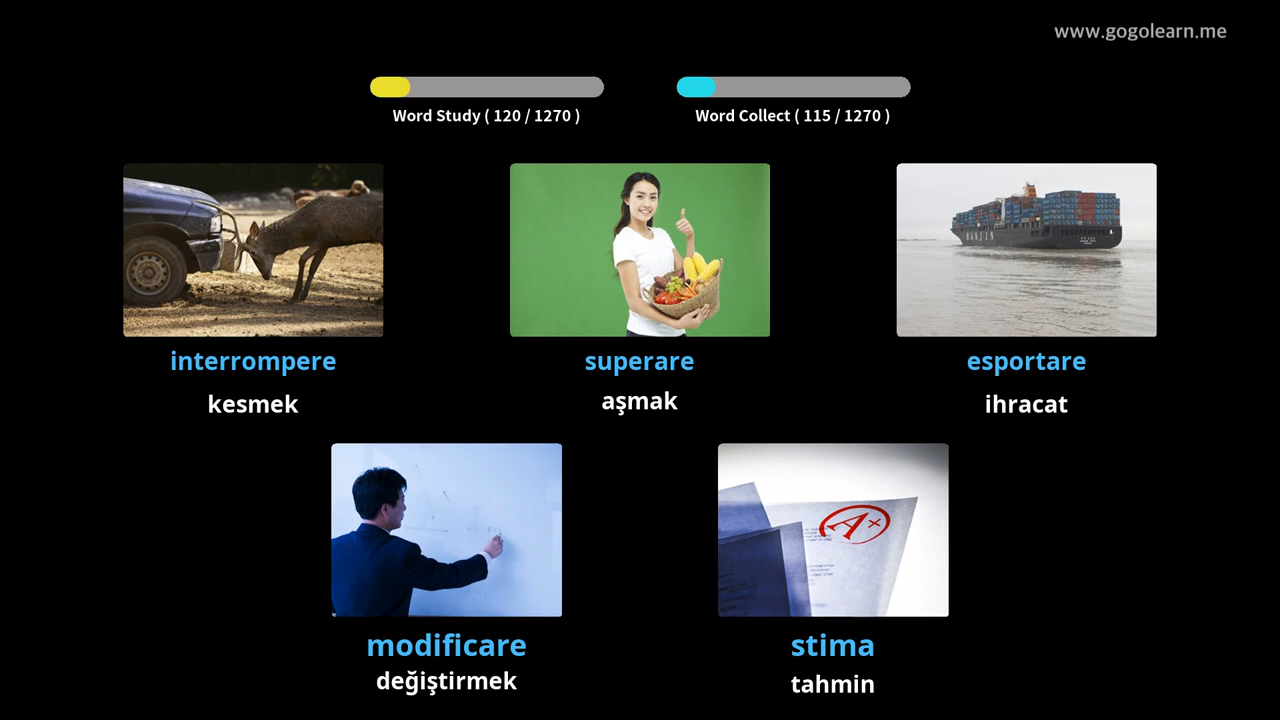 www.gogolearn.me
Word Study ( 120 / 1270 )
Word Collect ( 115 / 1270 )
HANJIN
interrompere
superare
esportare
kesmek
aşmak
ihracat
A+
modificare
stima
değiştirmek
tahmin